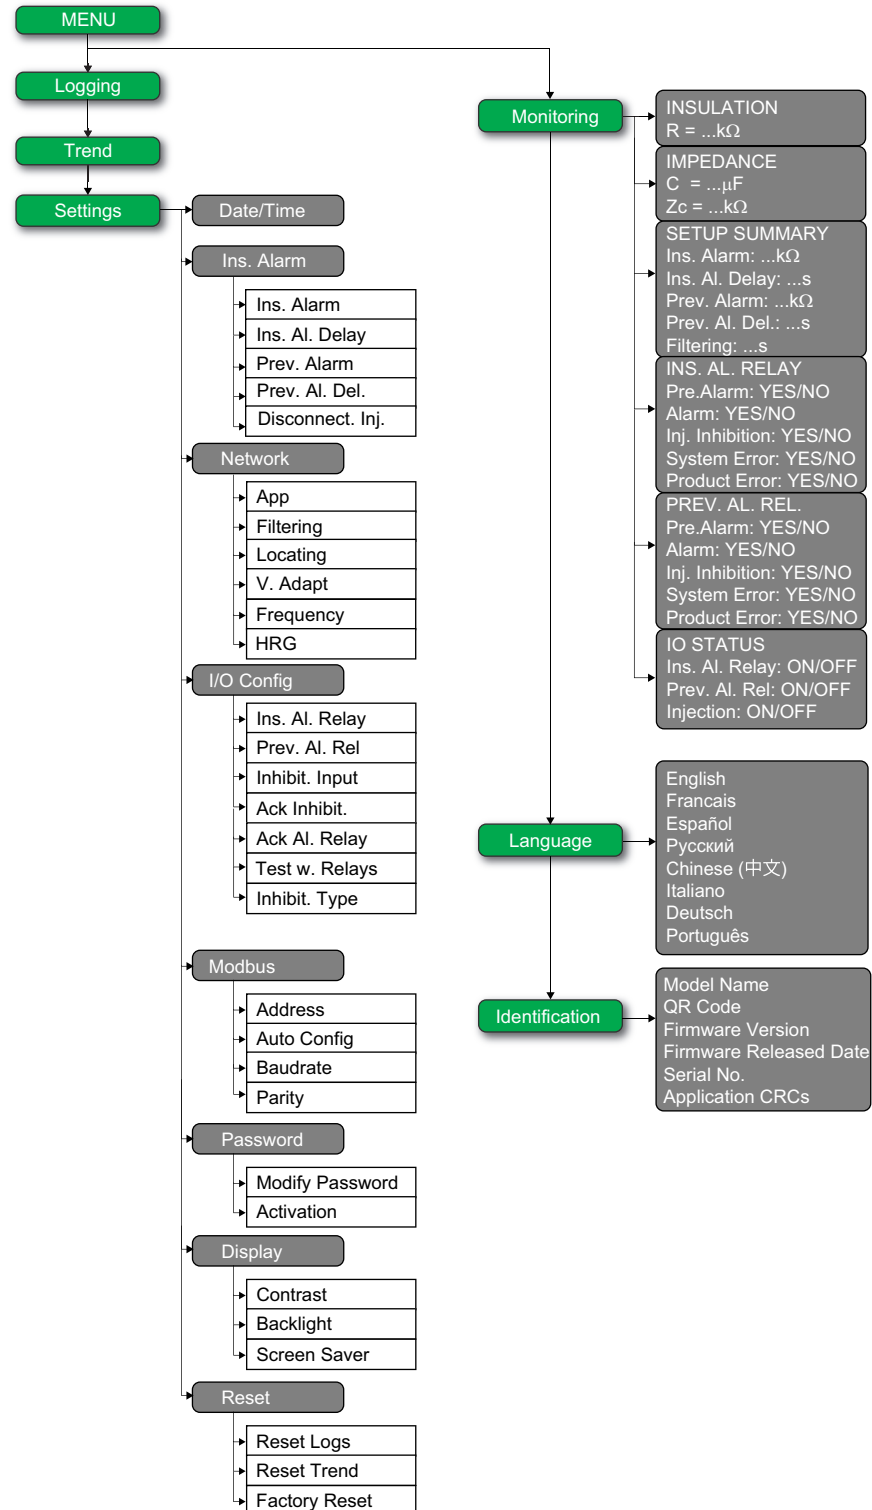 MENU
Logging
Trend
Settings
Date/Time
Ins. Alarm
Ins. Alarm
Ins. Al. Delay
Prev. Alarm
Prev. Al. Del.
Disconnect. Inj.
Network
App
Filtering
Locating
V. Adapt
Frequency
HRG
I/O Config
Ins. Al. Relay
Prev. Al. Rel
Inhibit. Input
Ack Inhibit.
Ack Al. Relay
Test w. Relays
Inhibit. Type
Modbus
Address
Auto Config
Baudrate
Parity
Password
Modify Password
Activation
Display
Contrast
Backlight
Screen Saver
Reset
Reset Logs
Reset Trend
Factory Reset
Monitoring
INSULATION
R = ...kΩ
IMPEDANCE
C = ...µF
Zc = ...kΩ
SETUP SUMMARY
Ins. Alarm: ...kΩ
Ins. Al. Delay: ...s
Prev. Alarm: ...kΩ
Prev. Al. Del.: ...s
Filtering: ...s
INS. AL. RELAY
Pre.Alarm: YES/NO
Alarm: YES/NO
Inj. Inhibition: YES/NO
System Error: YES/NO
Product Error: YES/NO
PREV. AL. REL.
Pre.Alarm: YES/NO
Alarm: YES/NO
Inj. Inhibition: YES/NO
System Error: YES/NO
Product Error: YES/NO
IO STATUS
Ins. Al. Relay: ON/OFF
Prev. Al. Rel: ON/OFF
Injection: ON/OFF
Language
English
Francais
Español
Русский
Chinese (中文)
Italiano
Deutsch
Português
Identification
Model Name
QR Code
Firmware Version
Firmware Released Date
Serial No.
Application CRCs